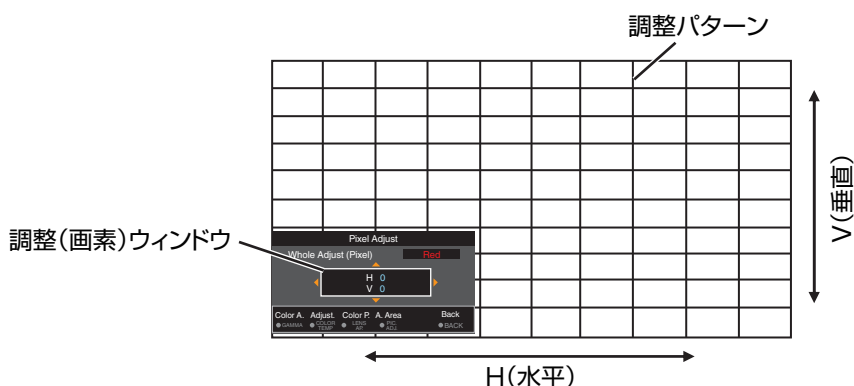 調整パターン
V（垂直）
調整（画素）ウィンドウ
Pixel Adjust
Whole Adjust (Pixel) Red
H 0
V 0
Color A. Adjust. Color P. A. Area Back
GAMMA COLOR TEMP LENS AP PIC. ADJ. BACK
H（水平）